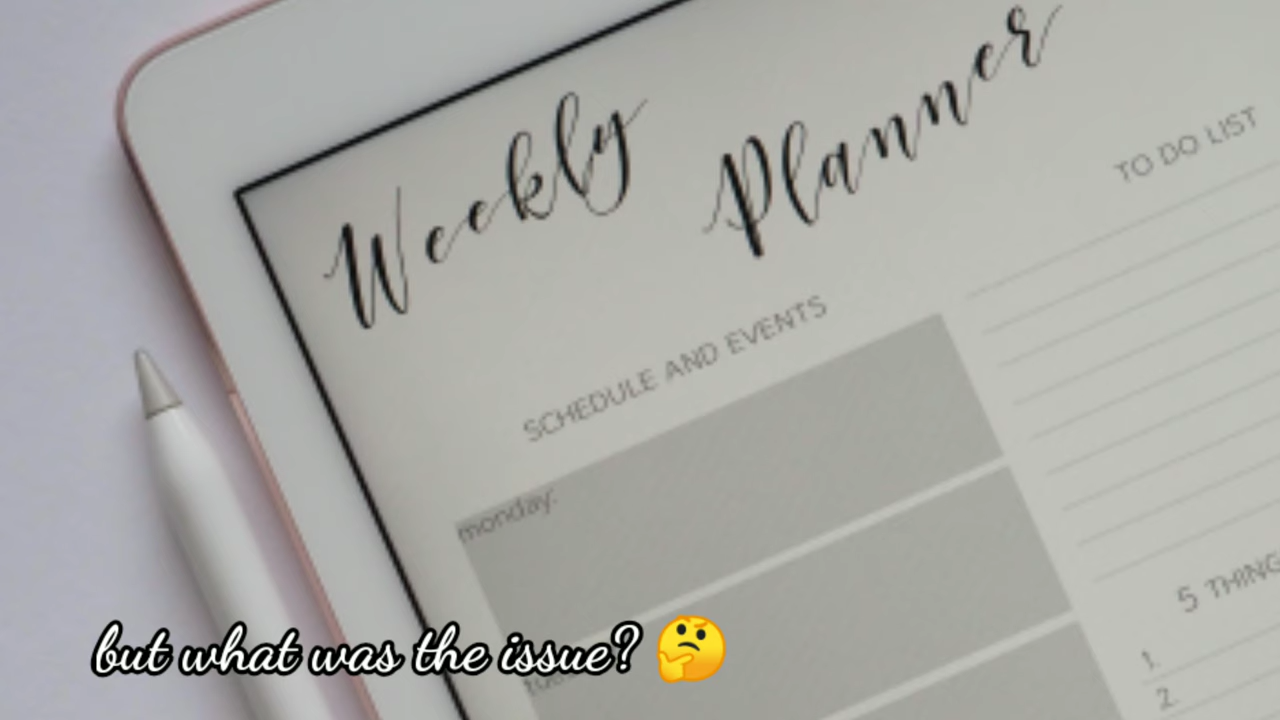 Weekly Planner
TO DO LIST
SCHEDULE AND EVENTS
monday:
5 THING
1.
2.
but what was the issue? 🤔